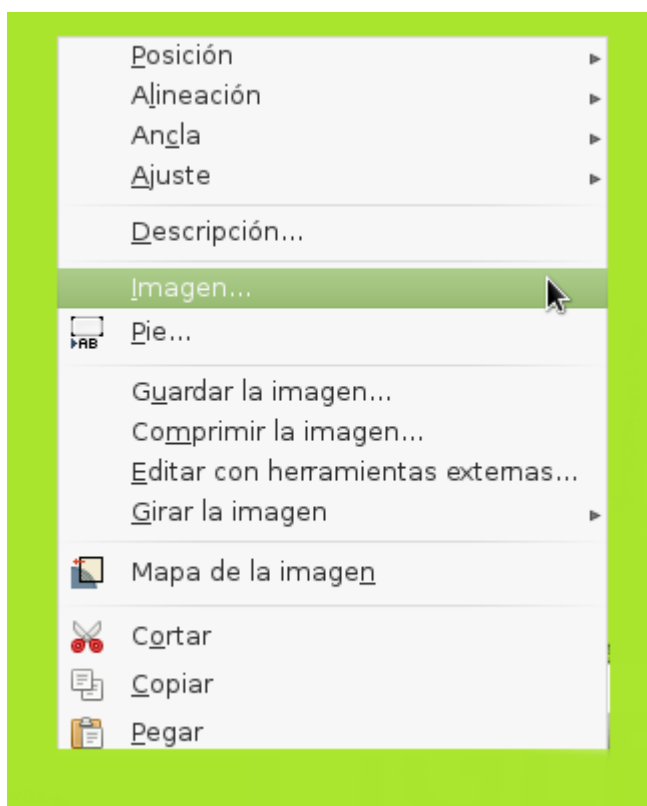 Posición
Alineación
Ancla
Ajuste
Descripción...
Imagen...
Pie...
Guardar la imagen...
Comprimir la imagen...
Editar con herramientas externas...
Girar la imagen
Mapa de la imagen
Cortar
Copiar
Pegar